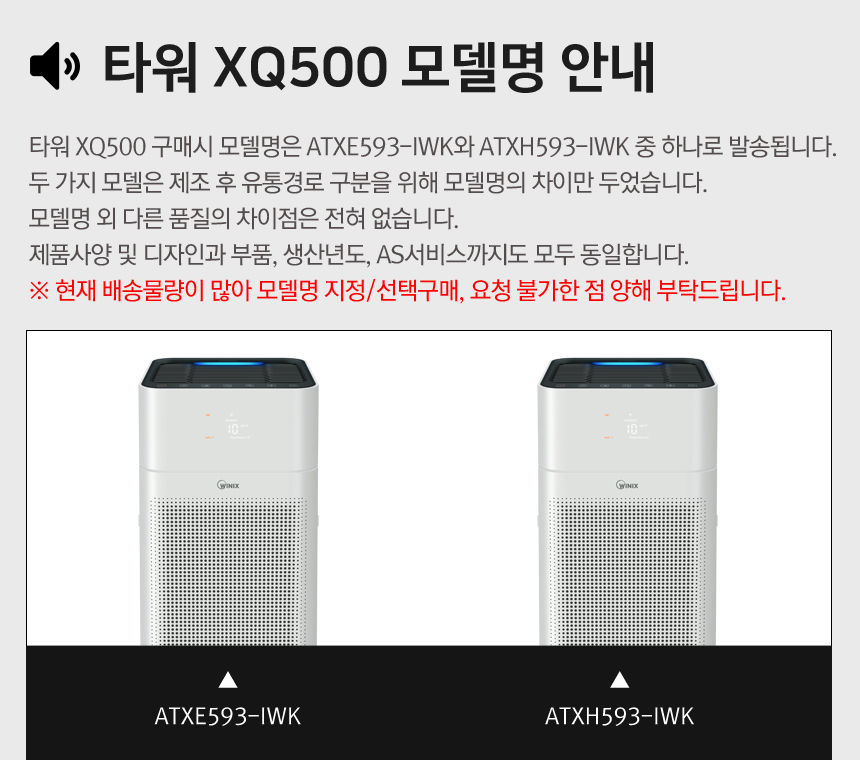 타워 XQ500 모델명 안내
타워 XQ500 구매시 모델명은 ATXE593-IWK와 ATXH593-IWK 중 하나로 발송됩니다.
두 가지 모델은 제조 후 유통경로 구분을 위해 모델명의 차이만 두었습니다.
모델명 외 다른 품질의 차이점은 전혀 없습니다.
제품사양 및 디자인과 부품, 생산년도, AS서비스까지도 모두 동일합니다.
※ 현재 배송물량이 많아 모델명 지정/선택구매, 요청 불가한 점 양해 부탁드립니다.
10 10
WINIX WINIX
▲ ▲
ATXE593-IWK ATXH593-IWK